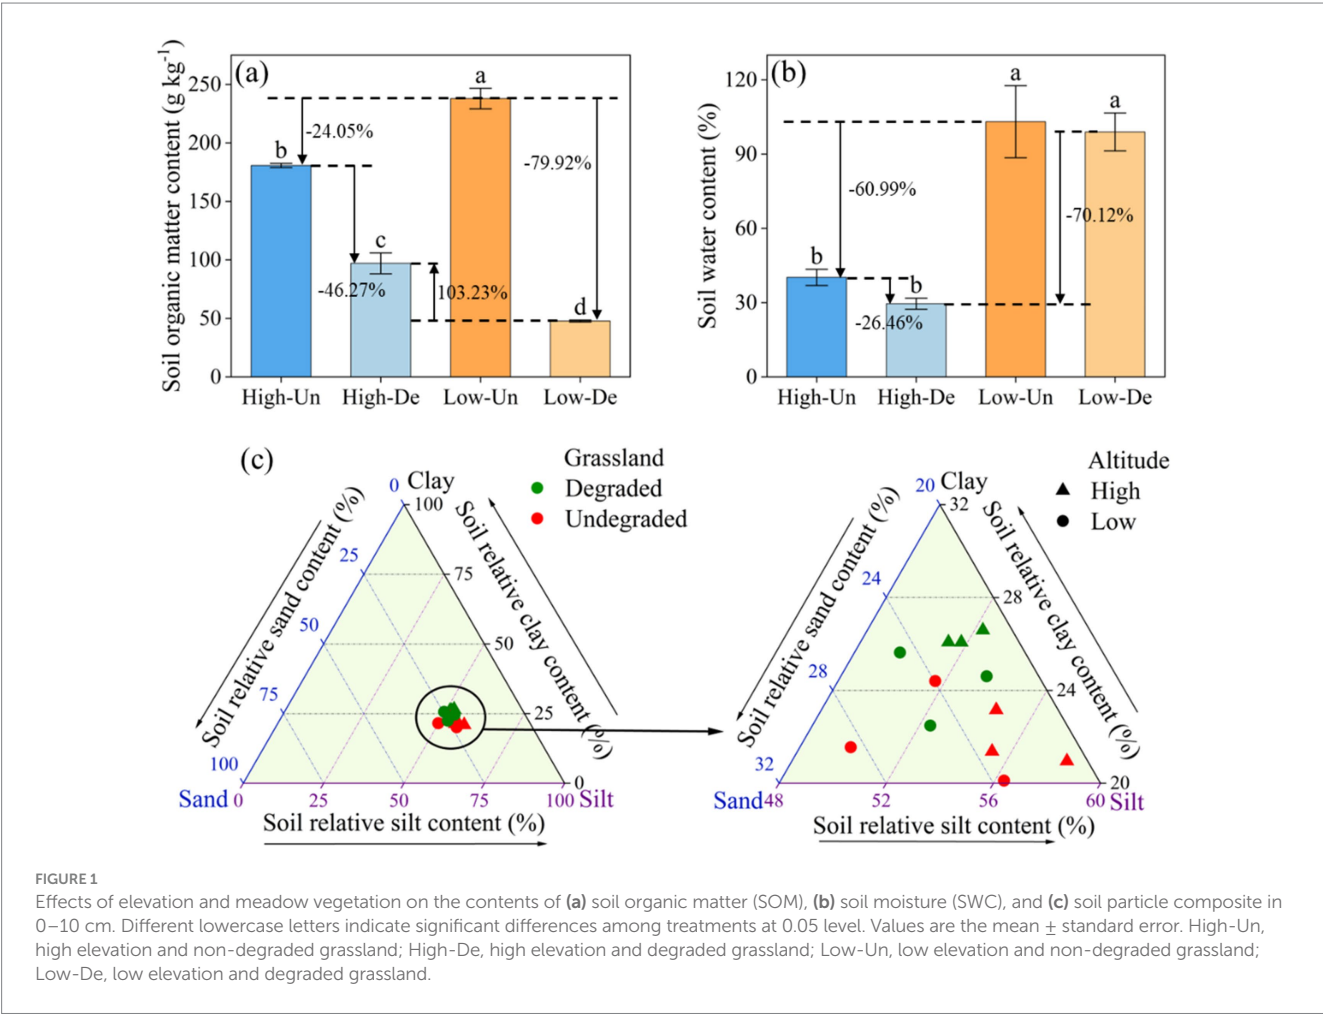 (a)
Soil organic matter content (g kg⁻¹)
250
200
150
100
50
0
b
c
a
d
-24.05%
-46.27%
103.23%
-79.92%
High-Un
High-De
Low-Un
Low-De
(b)
Soil water content (%)
120
90
60
30
0
b
b
a
a
-60.99%
-26.46%
-70.12%
High-Un
High-De
Low-Un
Low-De
(c)
Grassland
Degraded
Undegraded
0 Clay
100
Soil relative sand content (%)
25
50
75
100
Soil relative clay content (%)
75
50
25
0
Sand 0
25
50
75
100 Silt
Soil relative silt content (%)
Altitude
High
Low
20 Clay
32
Soil relative sand content (%)
24
28
32
Soil relative clay content (%)
28
24
20
Sand 48
52
56
60 Silt
Soil relative silt content (%)
FIGURE 1
Effects of elevation and meadow vegetation on the contents of (a) soil organic matter (SOM), (b) soil moisture (SWC), and (c) soil particle composite in
0–10 cm. Different lowercase letters indicate significant differences among treatments at 0.05 level. Values are the mean ± standard error. High-Un,
high elevation and non-degraded grassland; High-De, high elevation and degraded grassland; Low-Un, low elevation and non-degraded grassland;
Low-De, low elevation and degraded grassland.